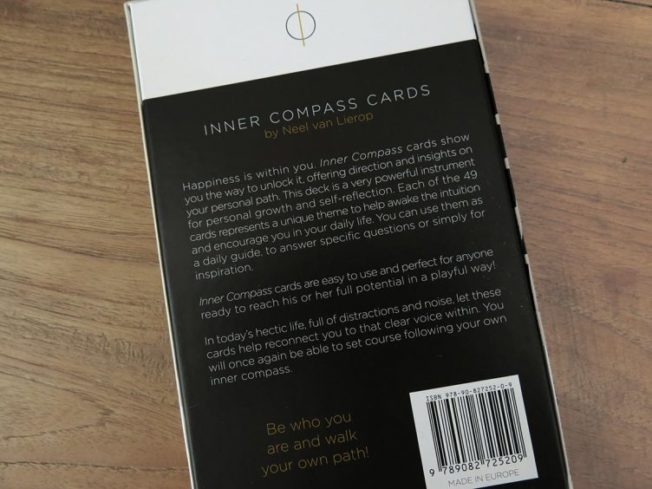 INNER COMPASS CARDS
by Neel van Lierop
Happiness is within you. Inner Compass cards show
you the way to unlock it, offering direction and insights on
your personal path. This deck is a very powerful instrument
for personal growth and self-reflection. Each of the 49
cards represents a unique theme to help awake the intuition
and encourage you in your daily life. You can use them as
a daily guide, to answer specific questions or simply for
inspiration.
Inner Compass cards are easy to use and perfect for anyone
ready to reach his or her full potential in a playful way!
In today's hectic life, full of distractions and noise, let these
cards help reconnect you to that clear voice within. You
will once again be able to set course following your own
inner compass.
Be who you
are and walk
your own path!
ISBN 978-90-827252-0-9
9 789082 725209
MADE IN EUROPE